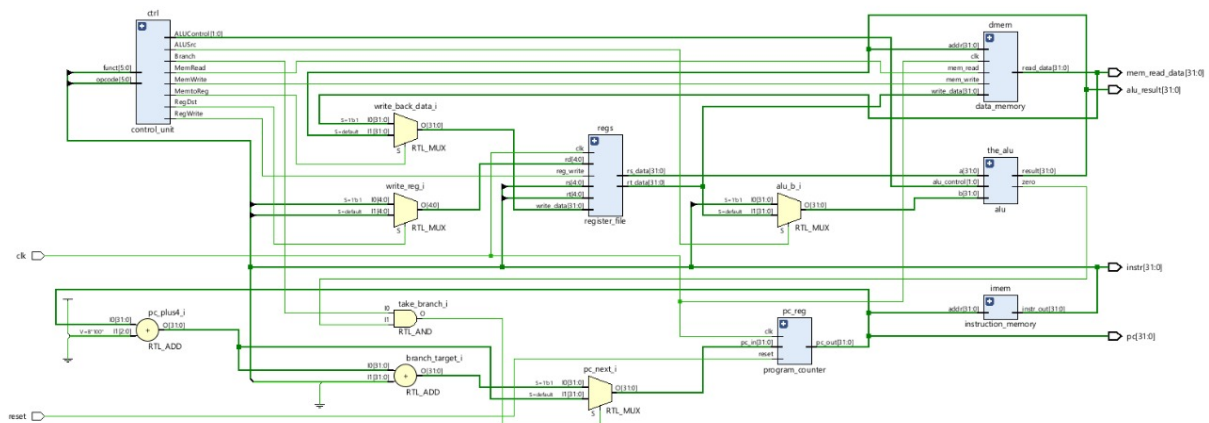 ctrl
funct[5:0]
opcode[5:0]
ALUControl[1:0]
ALUSrc
Branch
MemRead
MemWrite
MemtoReg
RegDst
RegWrite
control_unit
write_back_data_i
S=1'b1 I0[31:0]
S=default I1[31:0]
O[31:0]
S
RTL_MUX
write_reg_i
S=1'b1 I0[4:0]
S=default I1[4:0]
O[4:0]
S
RTL_MUX
regs
clk
rd[4:0]
reg_write
rs[4:0]
rt[4:0]
write_data[31:0]
rs_data[31:0]
rt_data[31:0]
register_file
alu_b_i
S=1'b1 I0[31:0]
S=default I1[31:0]
O[31:0]
S
RTL_MUX
dmem
addr[31:0]
clk
mem_read
mem_write
write_data[31:0]
read_data[31:0]
data_memory
mem_read_data[31:0]
alu_result[31:0]
the_alu
a[31:0]
alu_control[1:0]
b[31:0]
result[31:0]
zero
alu
clk
instr[31:0]
pc_plus4_i
I0[31:0]
V=B"100" I1[2:0]
O[31:0]
RTL_ADD
take_branch_i
I0
I1
O
RTL_AND
branch_target_i
I0[31:0]
I1[31:0]
O[31:0]
RTL_ADD
pc_next_i
S=1'b1 I0[31:0]
S=default I1[31:0]
O[31:0]
S
RTL_MUX
pc_reg
clk
pc_in[31:0]
reset
pc_out[31:0]
program_counter
imem
addr[31:0]
instr_out[31:0]
instruction_memory
pc[31:0]
reset